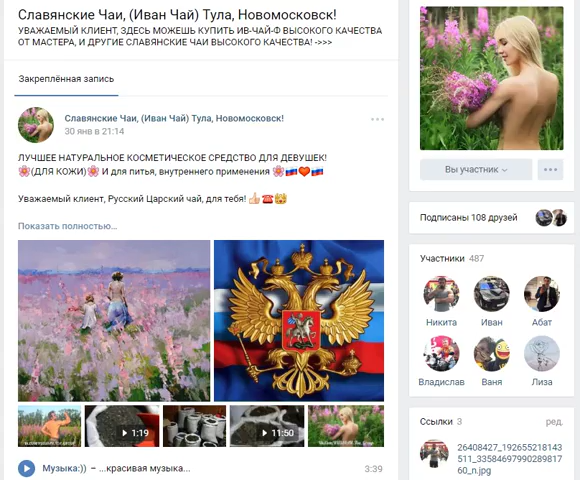 Славянские Чаи, (Иван Чай) Тула, Новомосковск!
УВАЖАЕМЫЙ КЛИЕНТ, ЗДЕСЬ МОЖЕШЬ КУПИТЬ ИВ-ЧАЙ-Ф ВЫСОКОГО КАЧЕСТВА
ОТ МАСТЕРА, И ДРУГИЕ СЛАВЯНСКИЕ ЧАИ ВЫСОКОГО КАЧЕСТВА! ->>>
Закреплённая запись
Славянские Чаи, (Иван Чай) Тула, Новомосковск!
30 янв в 21:14
ЛУЧШЕЕ НАТУРАЛЬНОЕ КОСМЕТИЧЕСКОЕ СРЕДСТВО ДЛЯ ДЕВУШЕК!
(ДЛЯ КОЖИ) И для питья, внутреннего применения
Уважаемый клиент, Русский Царский чай, для тебя!
Показать полностью...
1:19
11:50
Музыка:)) – ...красивая музыка...
3:39
Вы участник
Подписаны 108 друзей
Участники 487
Никита Иван Абат
Владислав Ваня Лиза
Ссылки 3 ред.
26408427_192655218143
511_33584697990289817
60_n.jpg